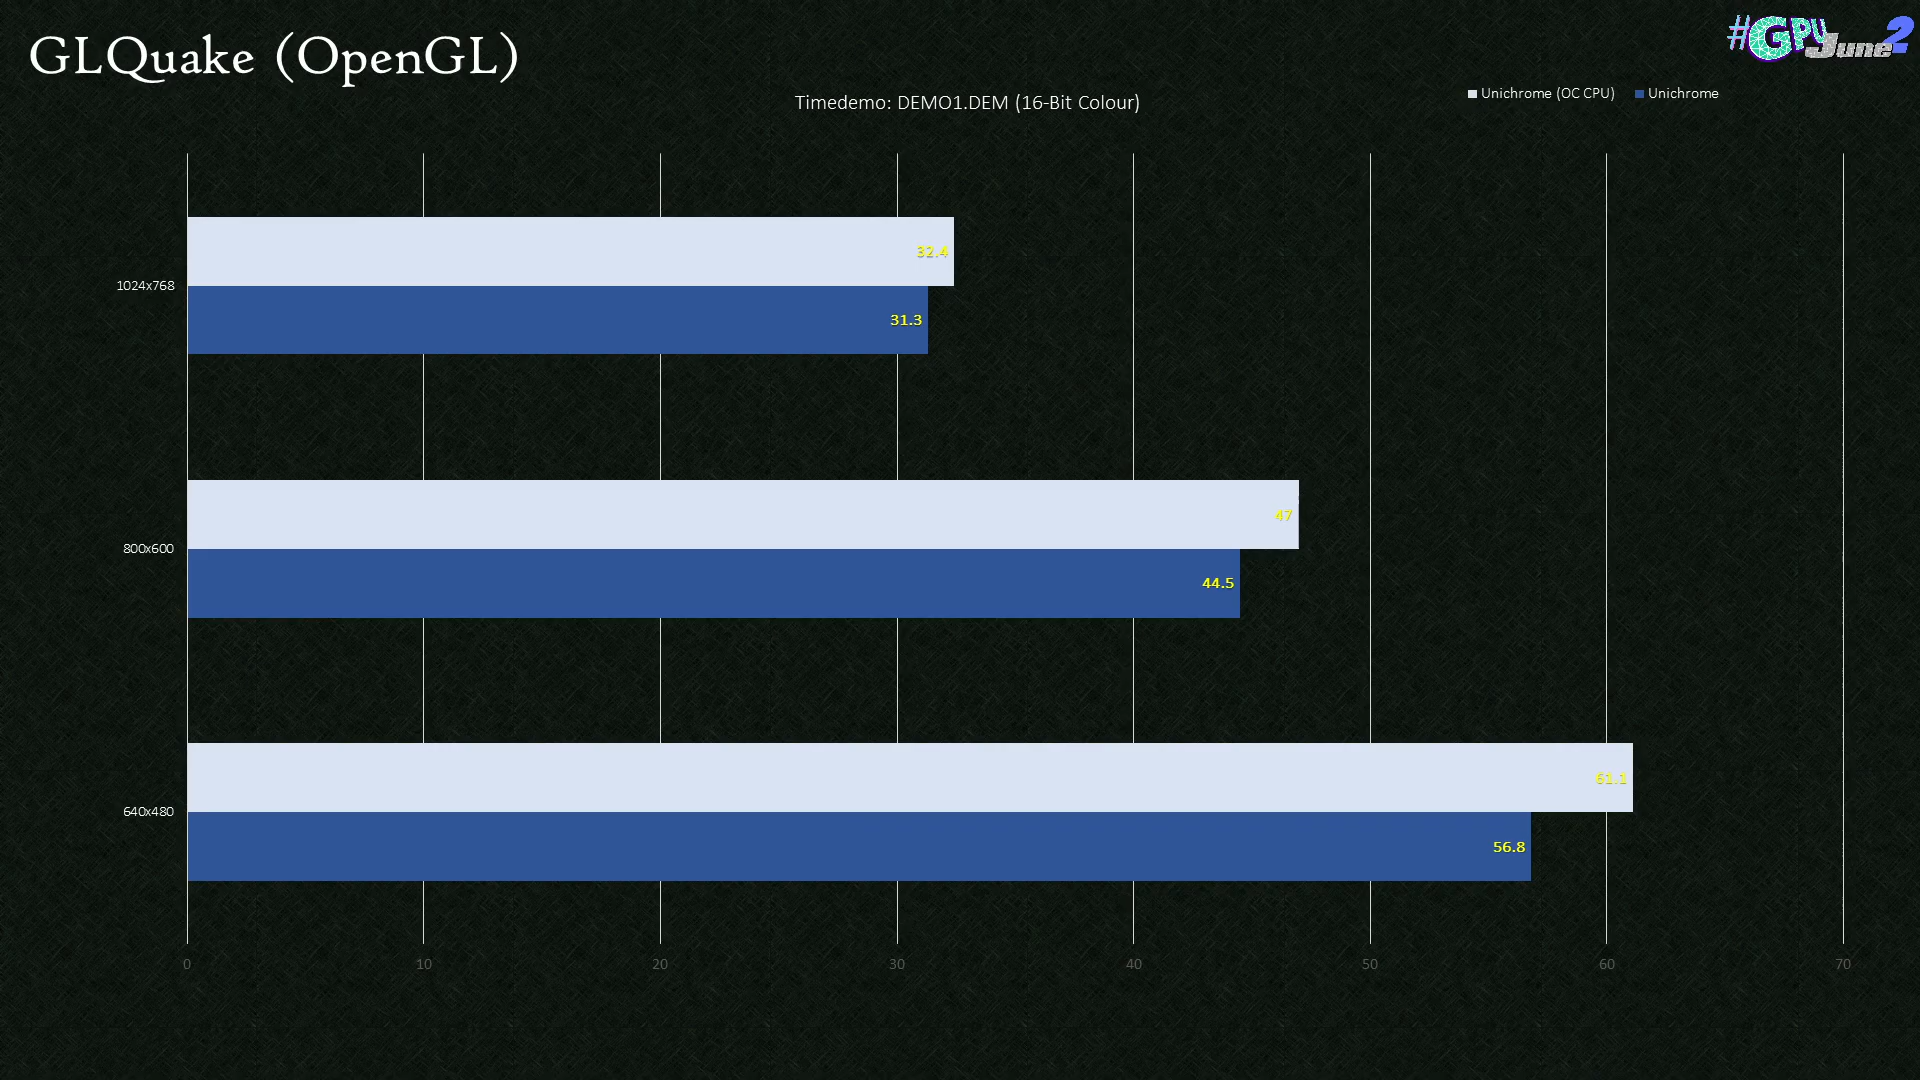 GLQuake (OpenGL)
#GPUJune2
Timedemo: DEMO1.DEM (16-Bit Colour)
Unichrome (OC CPU) Unichrome
1024x768
32.4
31.3
800x600
47
44.5
640x480
61.1
56.8
0 10 20 30 40 50 60 70